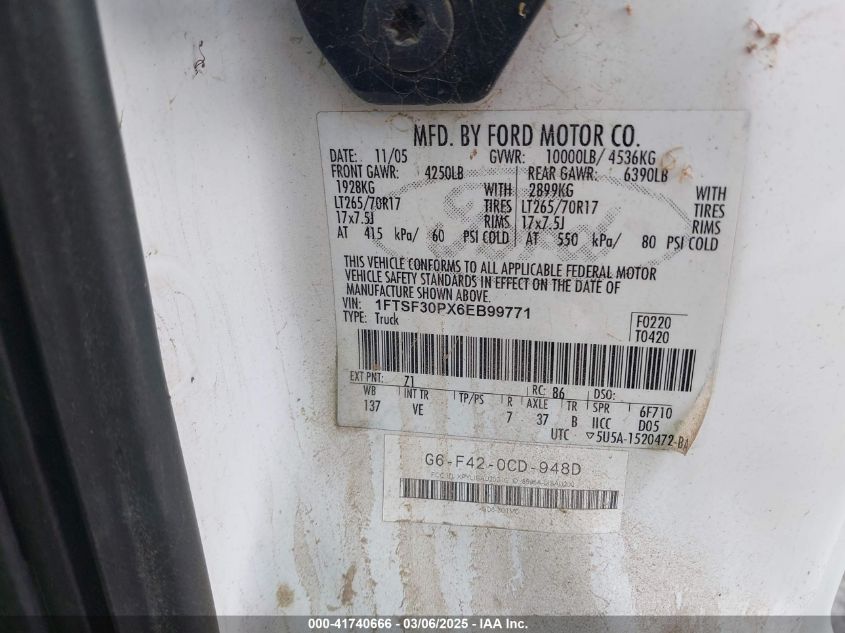 MFD. BY FORD MOTOR CO.
DATE: 11/05 GVWR: 10000LB/ 4536KG
FRONT GAWR: 4250LB REAR GAWR: 6390LB
1928KG WITH 2899KG WITH
LT265/70R17 TIRES LT265/70R17 TIRES
17x7.5J RIMS 17x7.5J RIMS
AT 415 kPa/ 60 PSI COLD AT 550 kPa/ 80 PSI COLD
THIS VEHICLE CONFORMS TO ALL APPLICABLE FEDERAL MOTOR
VEHICLE SAFETY STANDARDS IN EFFECT ON THE DATE OF
MANUFACTURE SHOWN ABOVE.
VIN: 1FTSF30PX6EB99771
TYPE: Truck
F0220
T0420
EXT PNT: 71 RC: 86 DSO:
WB INT TR TP/PS R AXLE TR SPR 6F710
137 VE 7 37 B IICC D05
UTC ▽5U5A-1520472-BA
G6-F42-0CD-948D
000-41740666 - 03/06/2025 - IAA Inc.